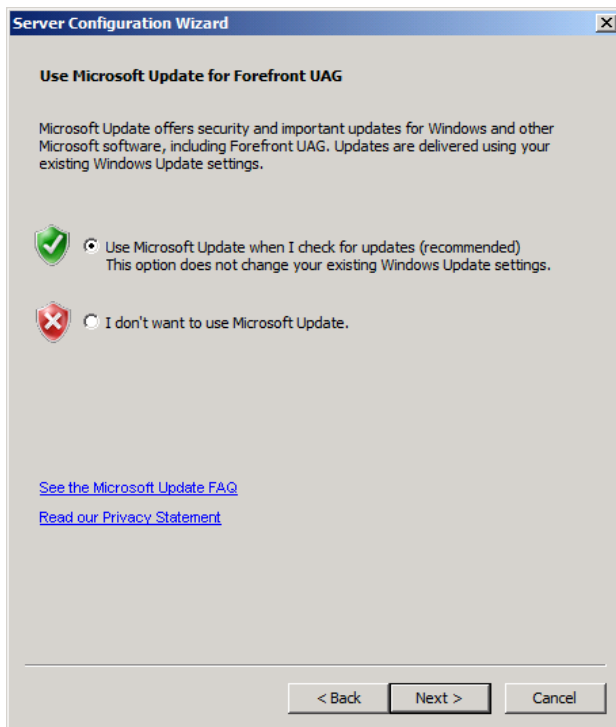 Server Configuration Wizard
Use Microsoft Update for Forefront UAG
Microsoft Update offers security and important updates for Windows and other
Microsoft software, including Forefront UAG. Updates are delivered using your
existing Windows Update settings.
Use Microsoft Update when I check for updates (recommended)
This option does not change your existing Windows Update settings.
I don't want to use Microsoft Update.
See the Microsoft Update FAQ
Read our Privacy Statement
< Back Next > Cancel